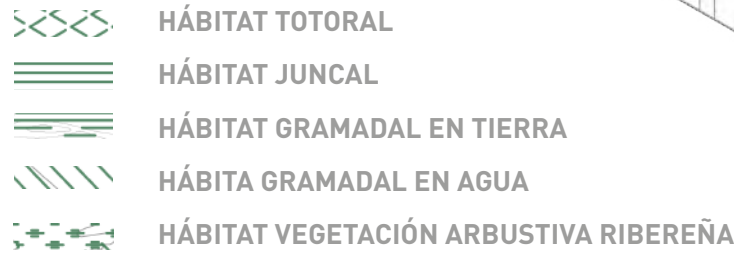 HÁBITAT TOTORAL
HÁBITAT JUNCAL
HÁBITAT GRAMADAL EN TIERRA
HÁBITA GRAMADAL EN AGUA
HÁBITAT VEGETACIÓN ARBUSTIVA RIBEREÑA